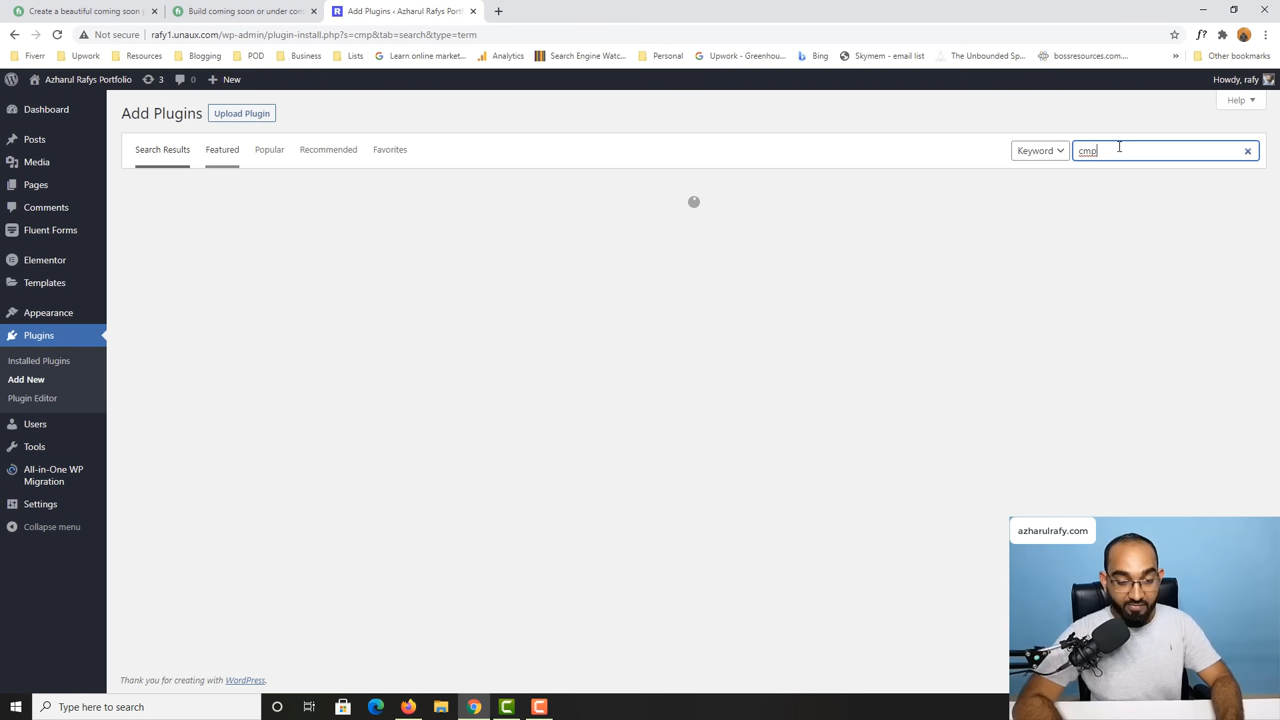 Create a beautiful coming soon
Build coming soon or under con
Add Plugins ‹ Azharul Rafys Portf
Not secure
rafy1.unaux.com/wp-admin/plugin-install.php?s=cmp&tab=search&type=term
Fiverr
Upwork
Resources
Blogging
POD
Business
Lists
Learn online market...
Analytics
Search Engine Watc...
Personal
Upwork - Greenhou...
Bing
Skymem - email list
The Unbounded Sp...
bossresources.com...
»
Other bookmarks
Azharul Rafys Portfolio
3
0
New
Howdy, rafy
Dashboard
Posts
Media
Pages
Comments
Fluent Forms
Elementor
Templates
Appearance
Plugins
Installed Plugins
Add New
Plugin Editor
Users
Tools
All-in-One WP
Migration
Settings
Collapse menu
Add Plugins
Upload Plugin
Help
Search Results
Featured
Popular
Recommended
Favorites
Keyword
cmp
azharulrafy.com
Thank you for creating with WordPress.
Type here to search